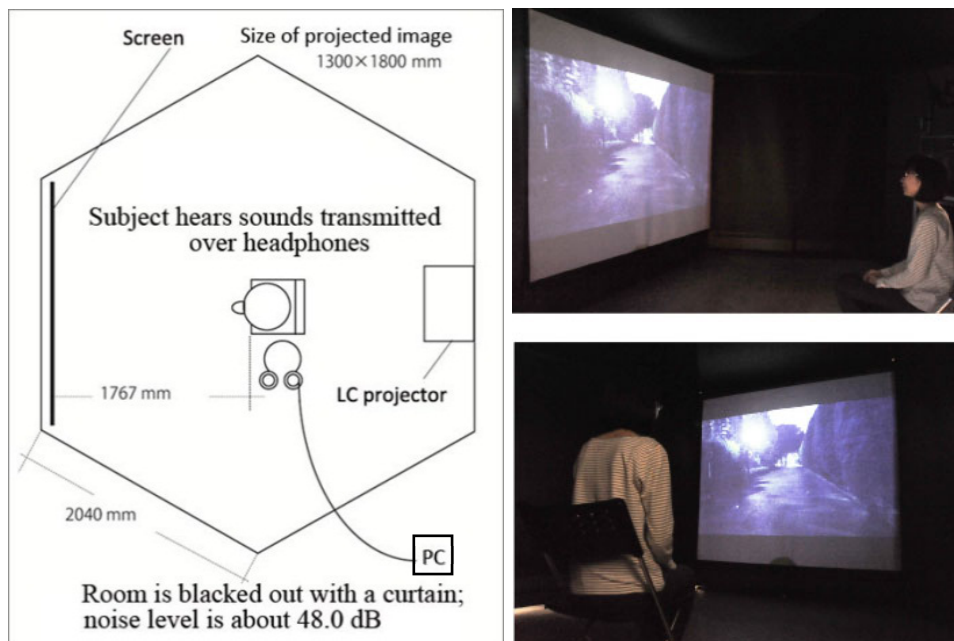 Screen
Size of projected image
1300×1800 mm
Subject hears sounds transmitted
over headphones
1767 mm
LC projector
2040 mm
PC
Room is blacked out with a curtain;
noise level is about 48.0 dB